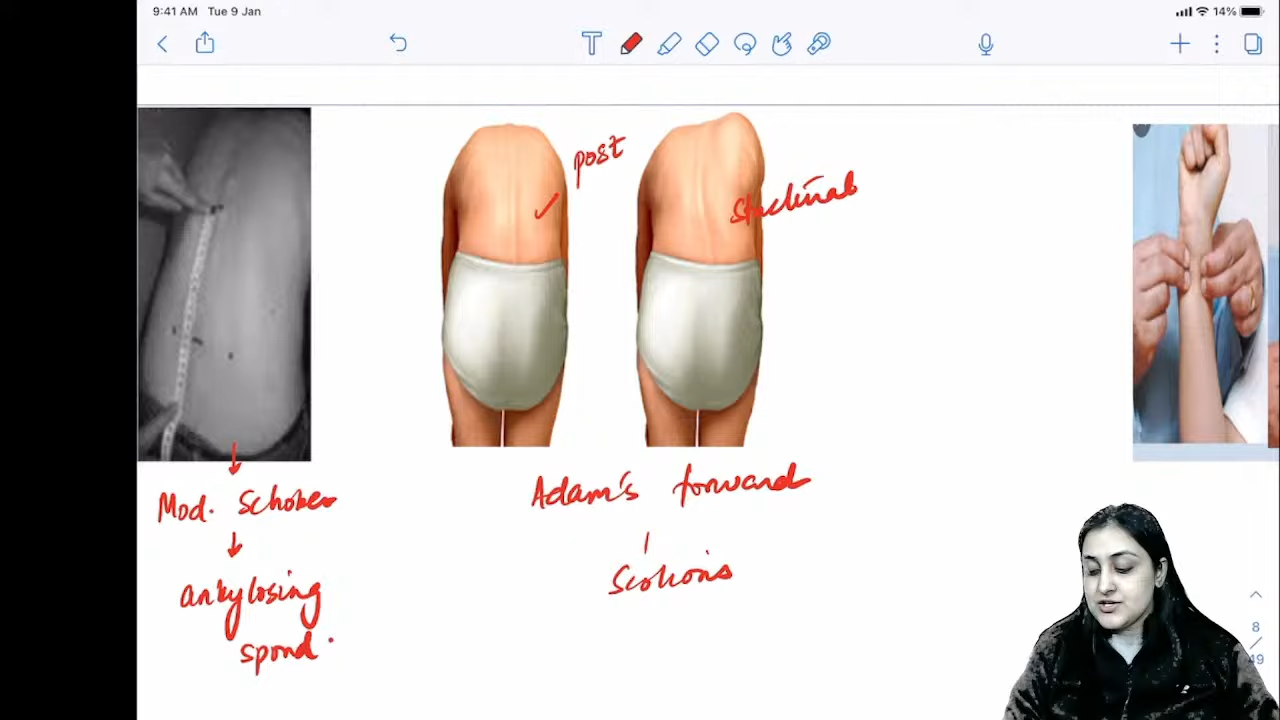 9:41 AM Tue 9 Jan
14%
post
Structural
Mod. Schober
ankylosing
spond
Adam's forward
Scoliosis
8
/
49